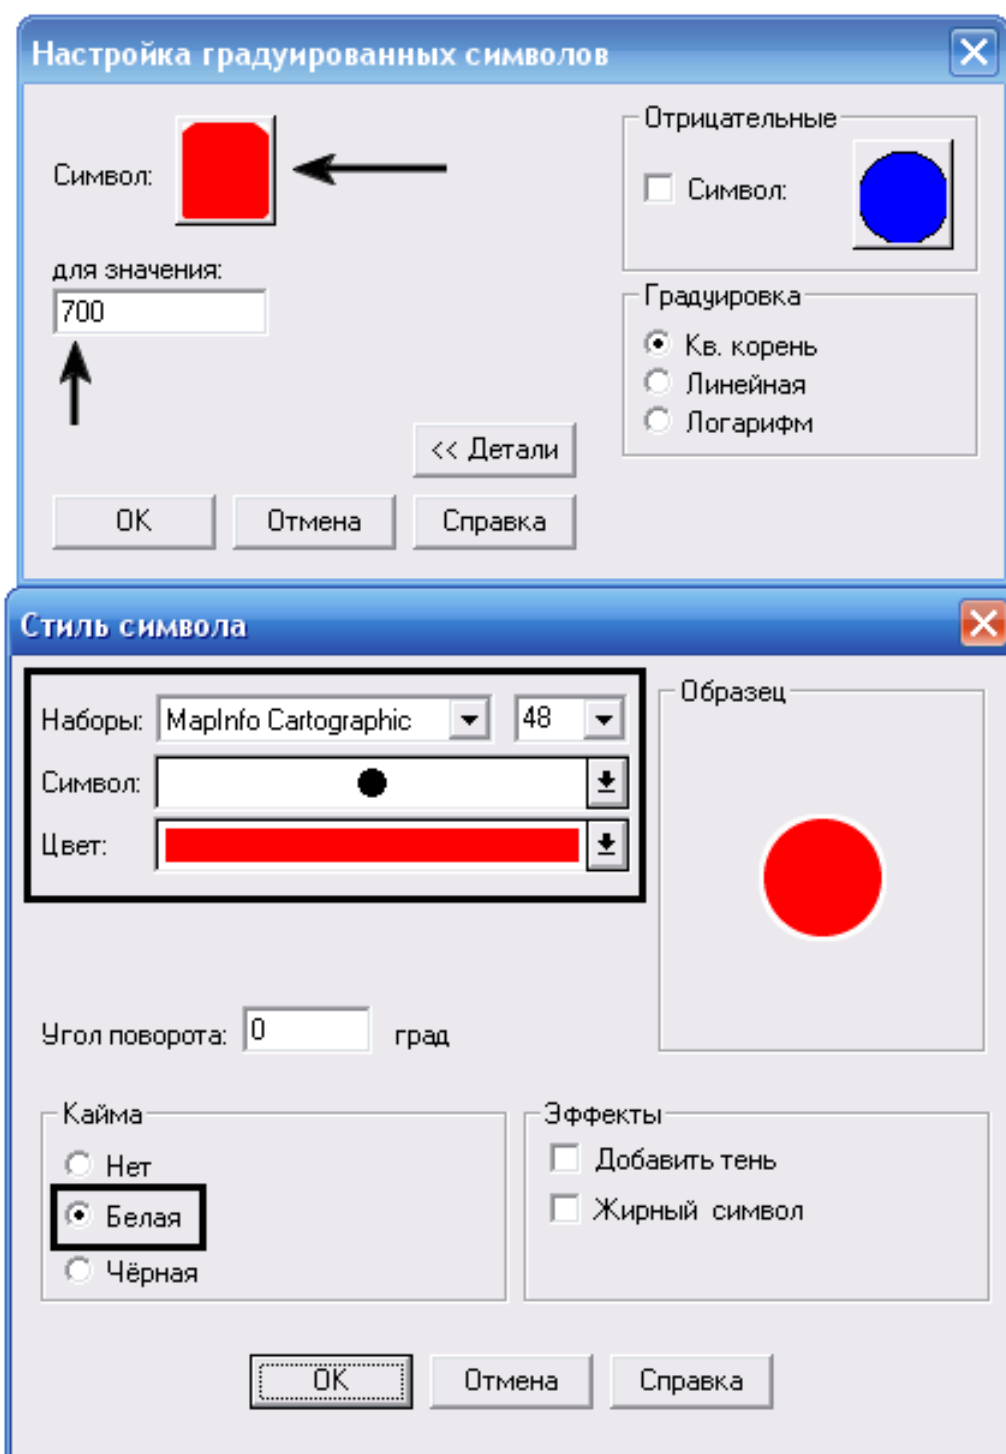 Настройка градуированных символов
Символ:
для значения:
700
<< Детали
OK Отмена Справка
Отрицательные
Символ:
Градуировка
Кв. корень
Линейная
Логарифм
Стиль символа
Наборы: MapInfo Cartographic 48
Символ:
Цвет:
Образец
Угол поворота: 0 град
Кайма
Нет
Белая
Чёрная
Эффекты
Добавить тень
Жирный символ
OK Отмена Справка